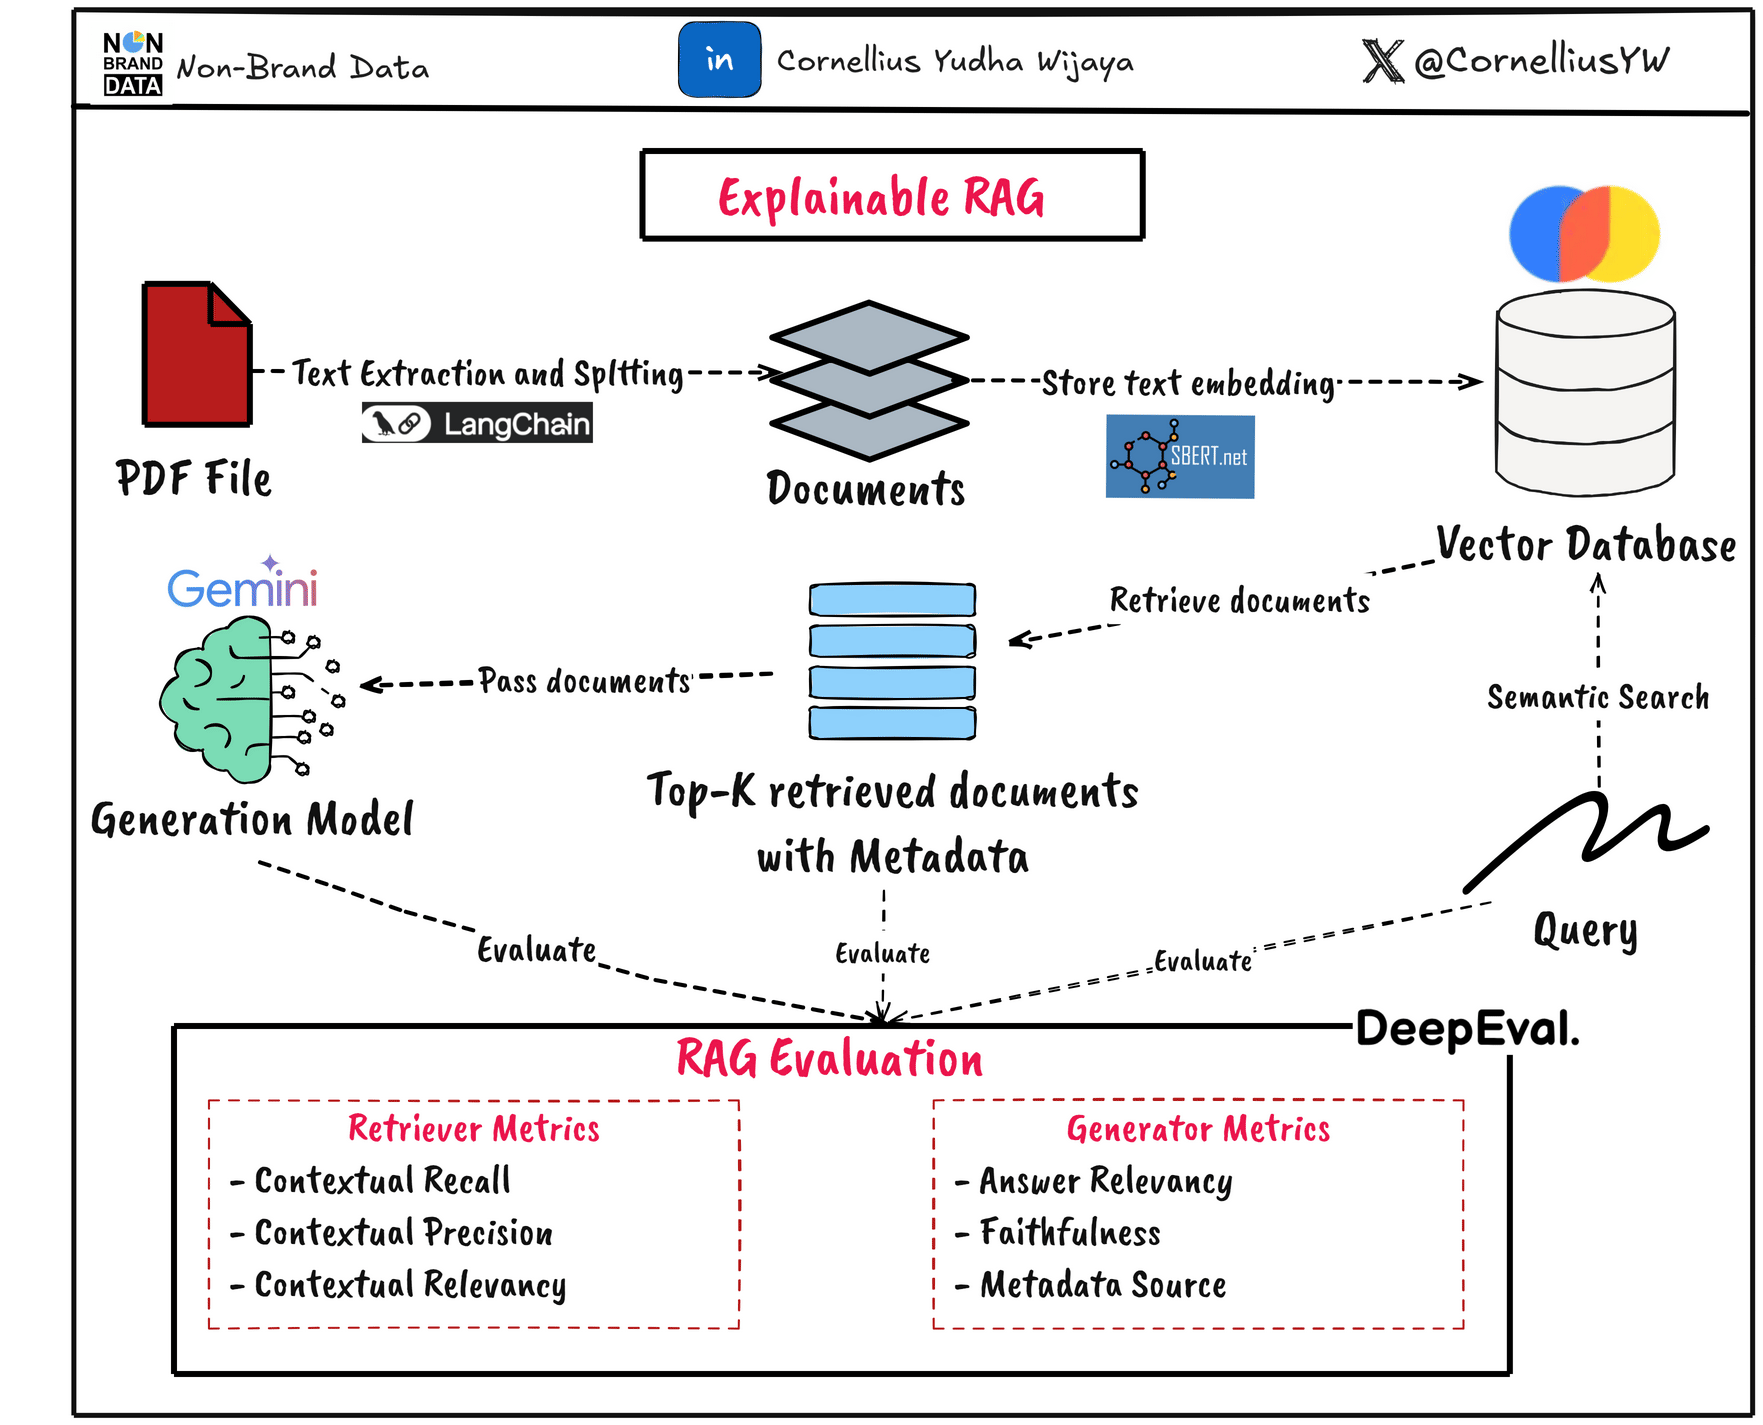 NON
BRAND
DATA
Non-Brand Data
in
Cornellius Yudha Wijaya
X @CornelliusYW
Explainable RAG
Text Extraction and Spltting
LangChain
PDF File
Documents
Store text embedding
SBERT.net
Vector Database
Gemini
Retrieve documents
Pass documents
Semantic Search
Generation Model
Top-K retrieved documents
with Metadata
Query
Evaluate
Evaluate
Evaluate
DeepEval.
RAG Evaluation
Retriever Metrics
- Contextual Recall
- Contextual Precision
- Contextual Relevancy
Generator Metrics
- Answer Relevancy
- Faithfulness
- Metadata Source